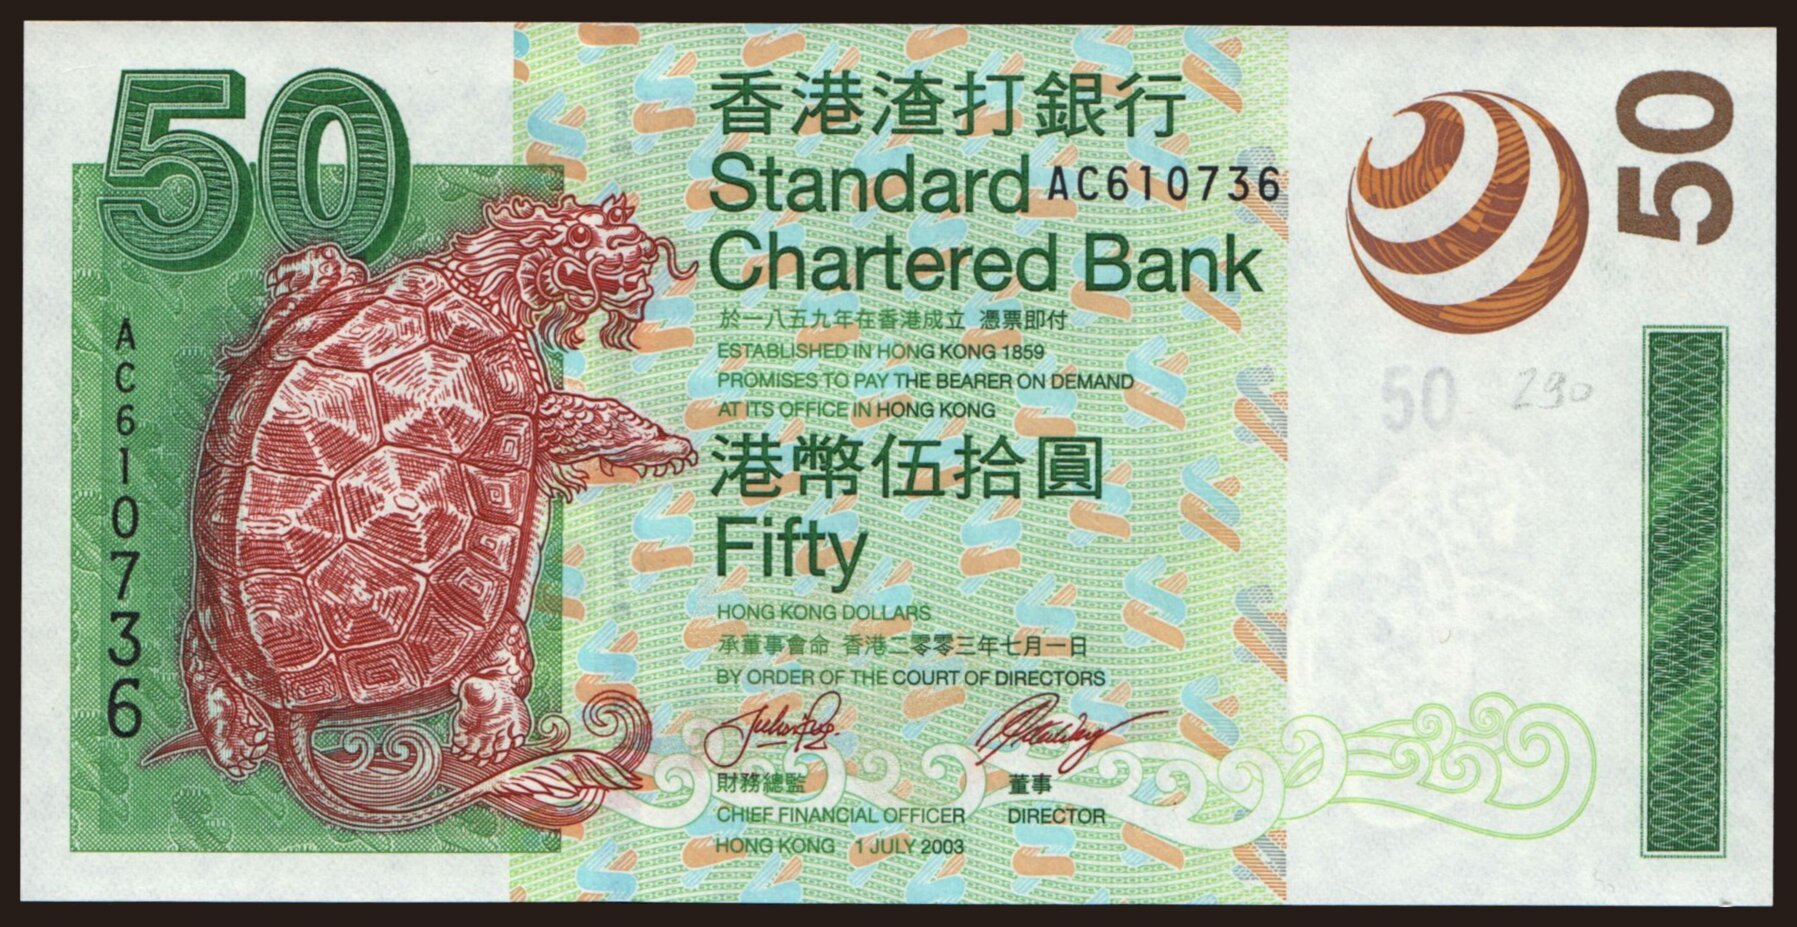 50
香港渣打銀行
Standard
AC610736
Chartered Bank
於一八五九年在香港成立 憑票即付
ESTABLISHED IN HONG KONG 1859
PROMISES TO PAY THE BEARER ON DEMAND
AT ITS OFFICE IN HONG KONG
港幣伍拾圓
Fifty
HONG KONG DOLLARS
承董事會命 香港二零零三年七月一日
BY ORDER OF THE COURT OF DIRECTORS
財務總監
董事
CHIEF FINANCIAL OFFICER
DIRECTOR
HONG KONG 1 JULY 2003
AC610736
50
50
290